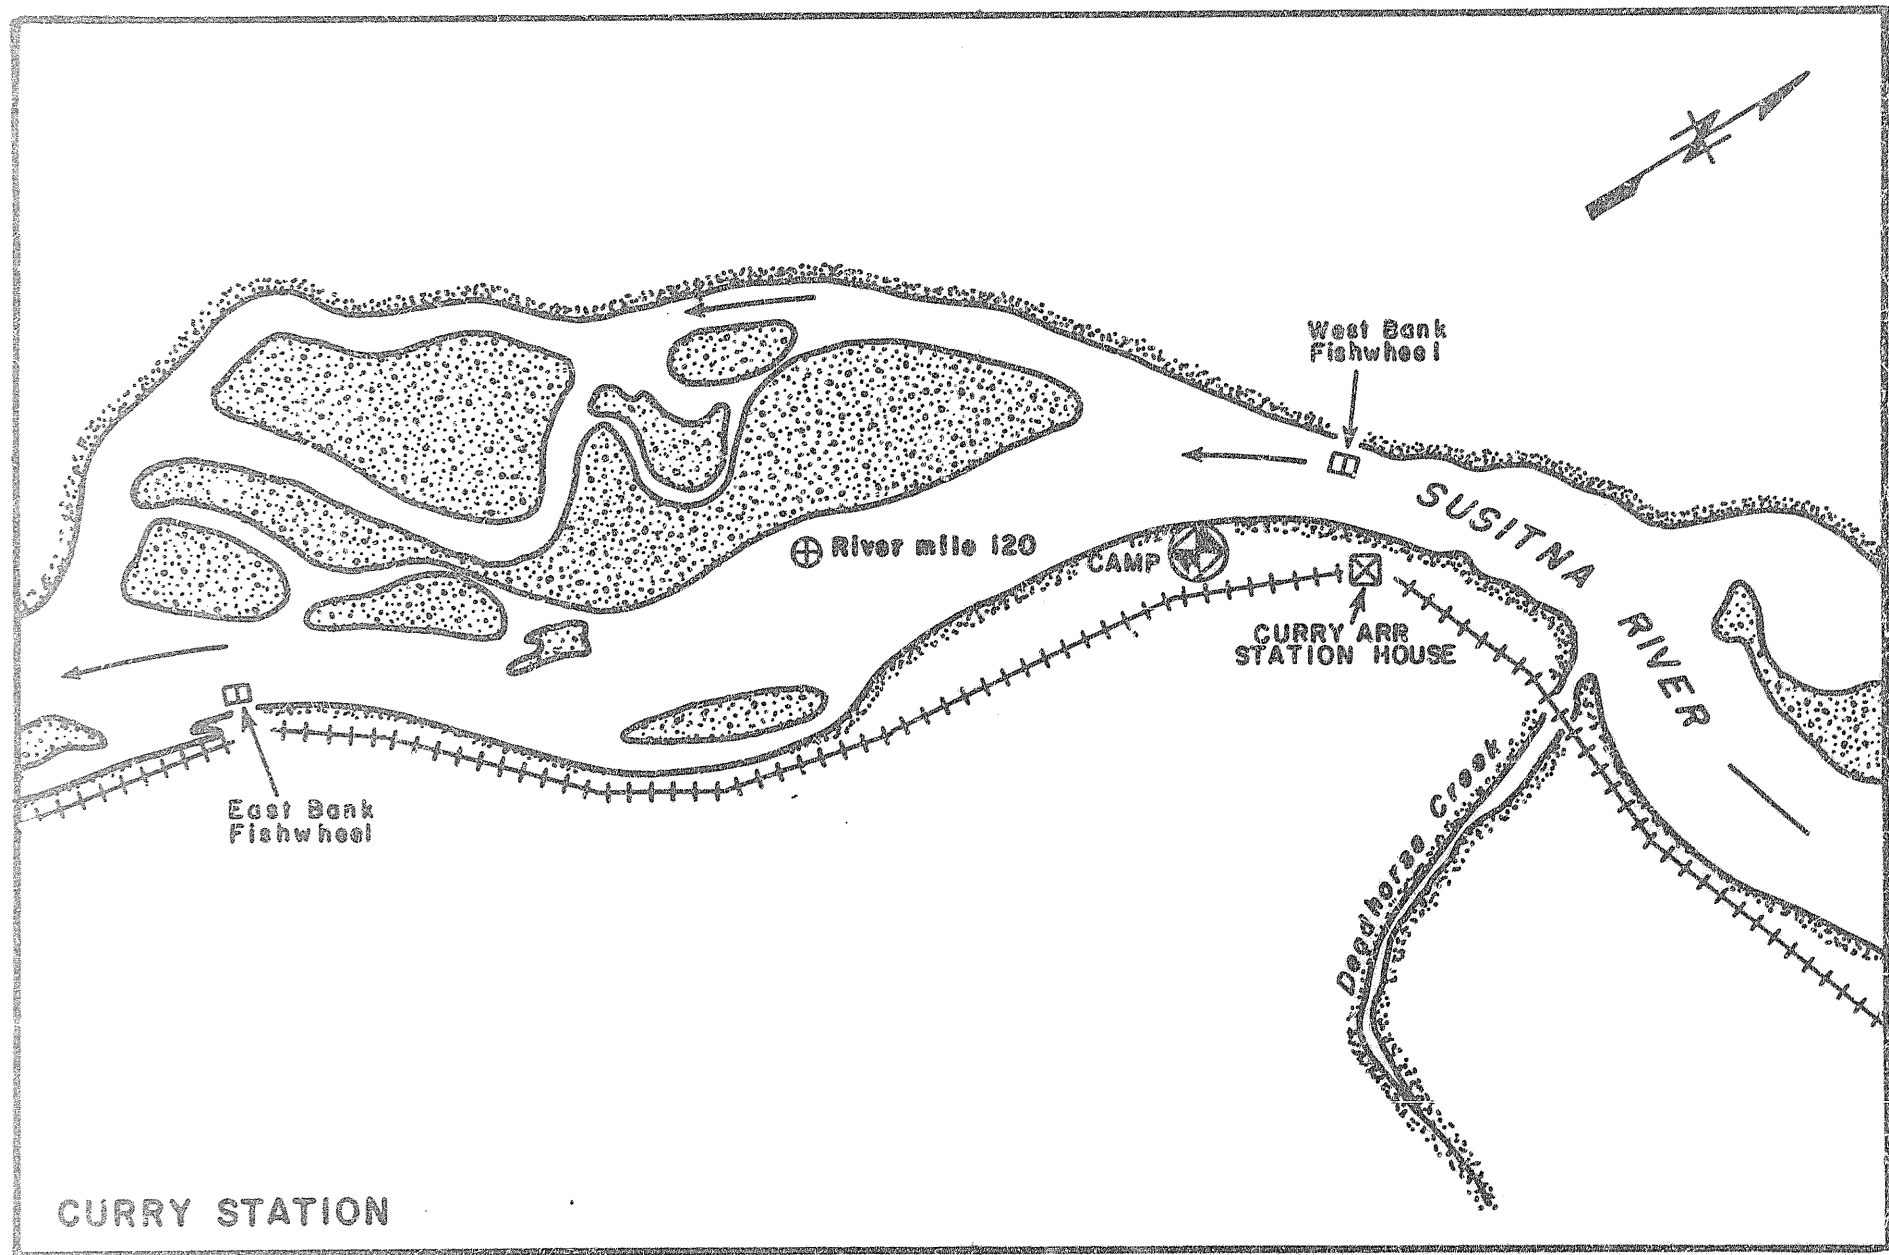 West Bank
Fishwheel
SUSITNA RIVER
River mile 120
CAMP
CURRY ARR
STATION HOUSE
East Bank
Fishwheel
Deadhorse Creek
CURRY STATION